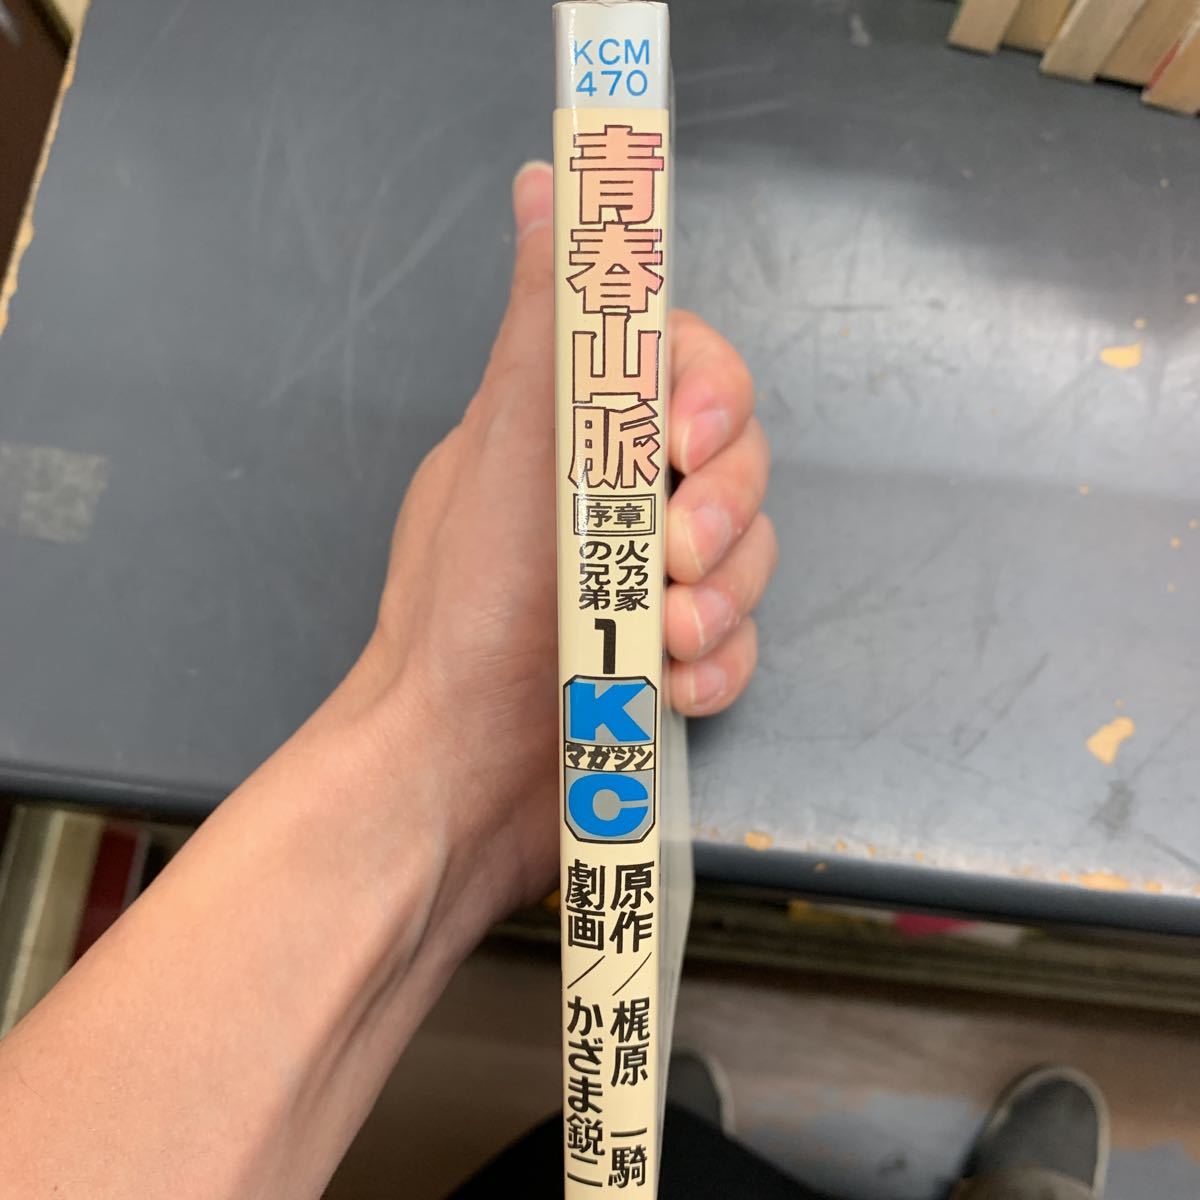 KCM
470
青春山脈
序章
火乃家
の兄弟
1
K
マガジン
C
原作/梶原一騎
劇画/かざま鋭二